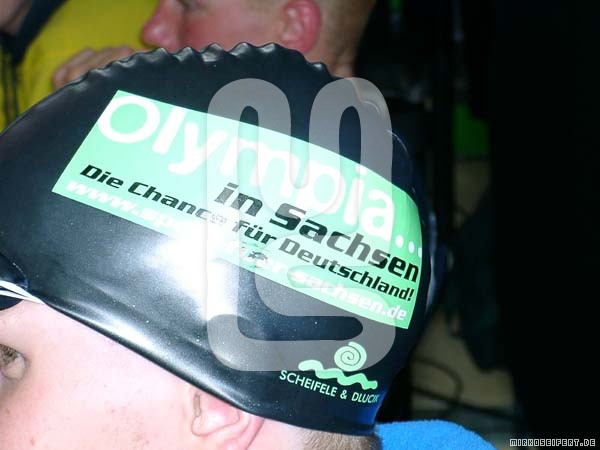 Olympia...
in Sachsen
Die Chance für Deutschland!
SCHEIFELE & DLUCIK
MIRKOSEIFERT.DE